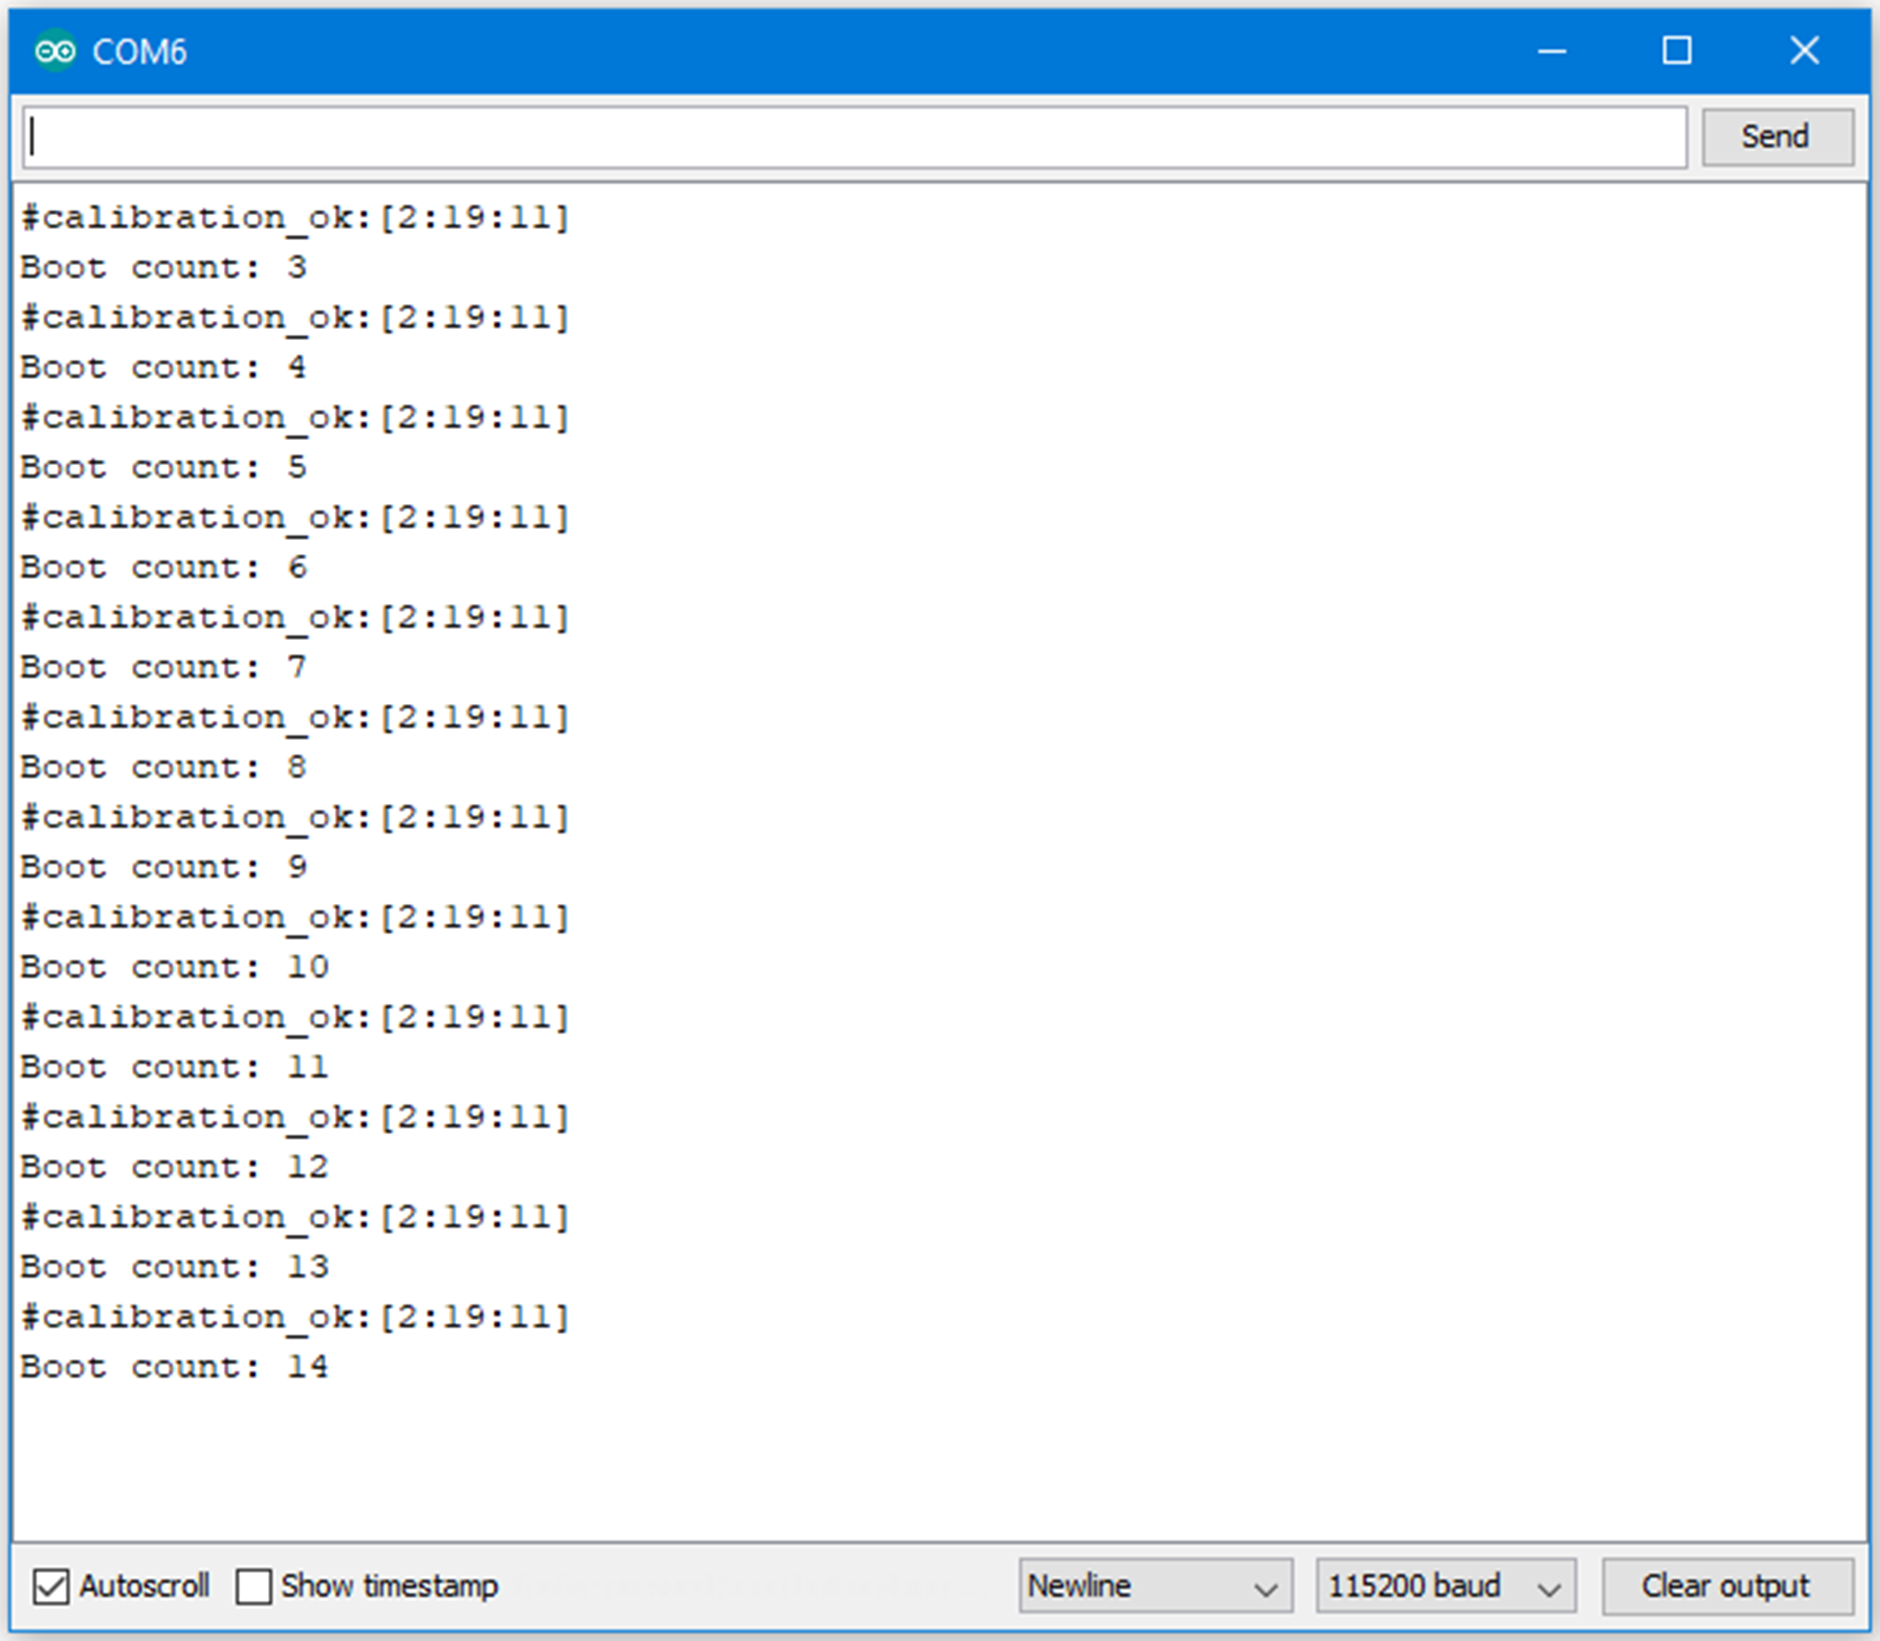 COM6
Send
#calibration_ok:[2:19:11]
Boot count: 3
#calibration_ok:[2:19:11]
Boot count: 4
#calibration_ok:[2:19:11]
Boot count: 5
#calibration_ok:[2:19:11]
Boot count: 6
#calibration_ok:[2:19:11]
Boot count: 7
#calibration_ok:[2:19:11]
Boot count: 8
#calibration_ok:[2:19:11]
Boot count: 9
#calibration_ok:[2:19:11]
Boot count: 10
#calibration_ok:[2:19:11]
Boot count: 11
#calibration_ok:[2:19:11]
Boot count: 12
#calibration_ok:[2:19:11]
Boot count: 13
#calibration_ok:[2:19:11]
Boot count: 14
Autoscroll Show timestamp Newline 115200 baud Clear output